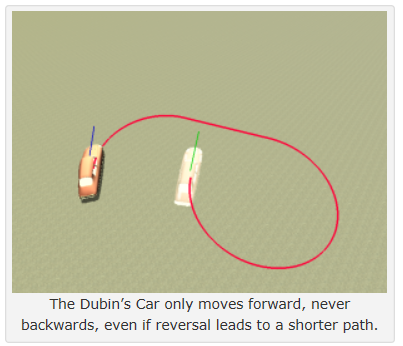 The Dubin’s Car only moves forward, never
backwards, even if reversal leads to a shorter path.